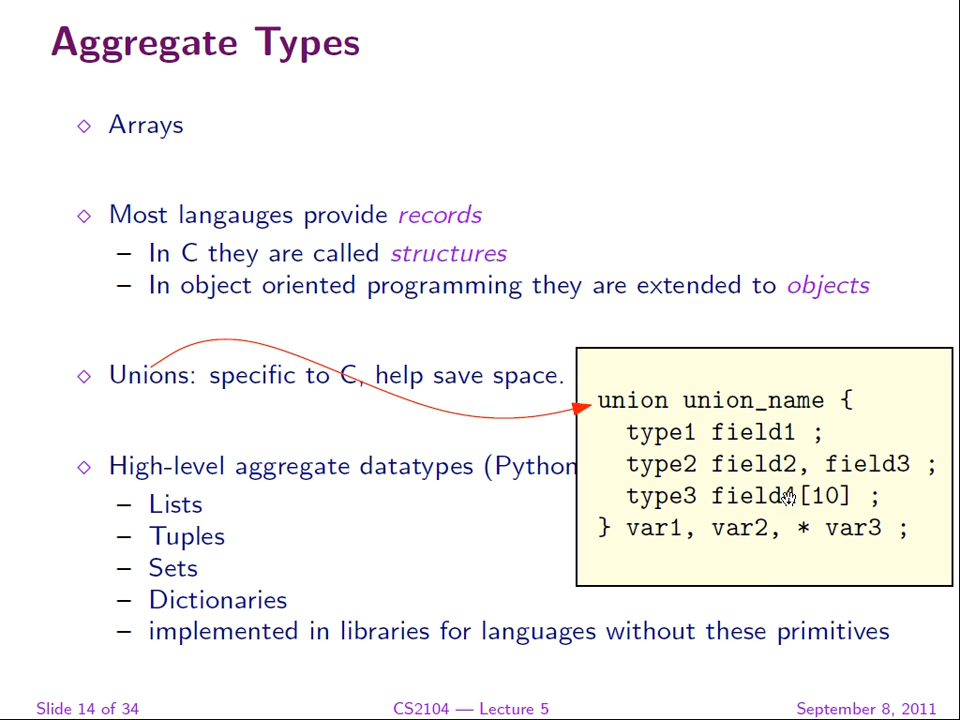 Aggregate Types
◇ Arrays
◇ Most langauges provide records
– In C they are called structures
– In object oriented programming they are extended to objects
◇ Unions: specific to C, help save space.
union union_name {
type1 field1 ;
type2 field2, field3 ;
type3 field4[10] ;
} var1, var2, * var3 ;
◇ High-level aggregate datatypes (Python
– Lists
– Tuples
– Sets
– Dictionaries
– implemented in libraries for languages without these primitives
Slide 14 of 34 CS2104 — Lecture 5 September 8, 2011